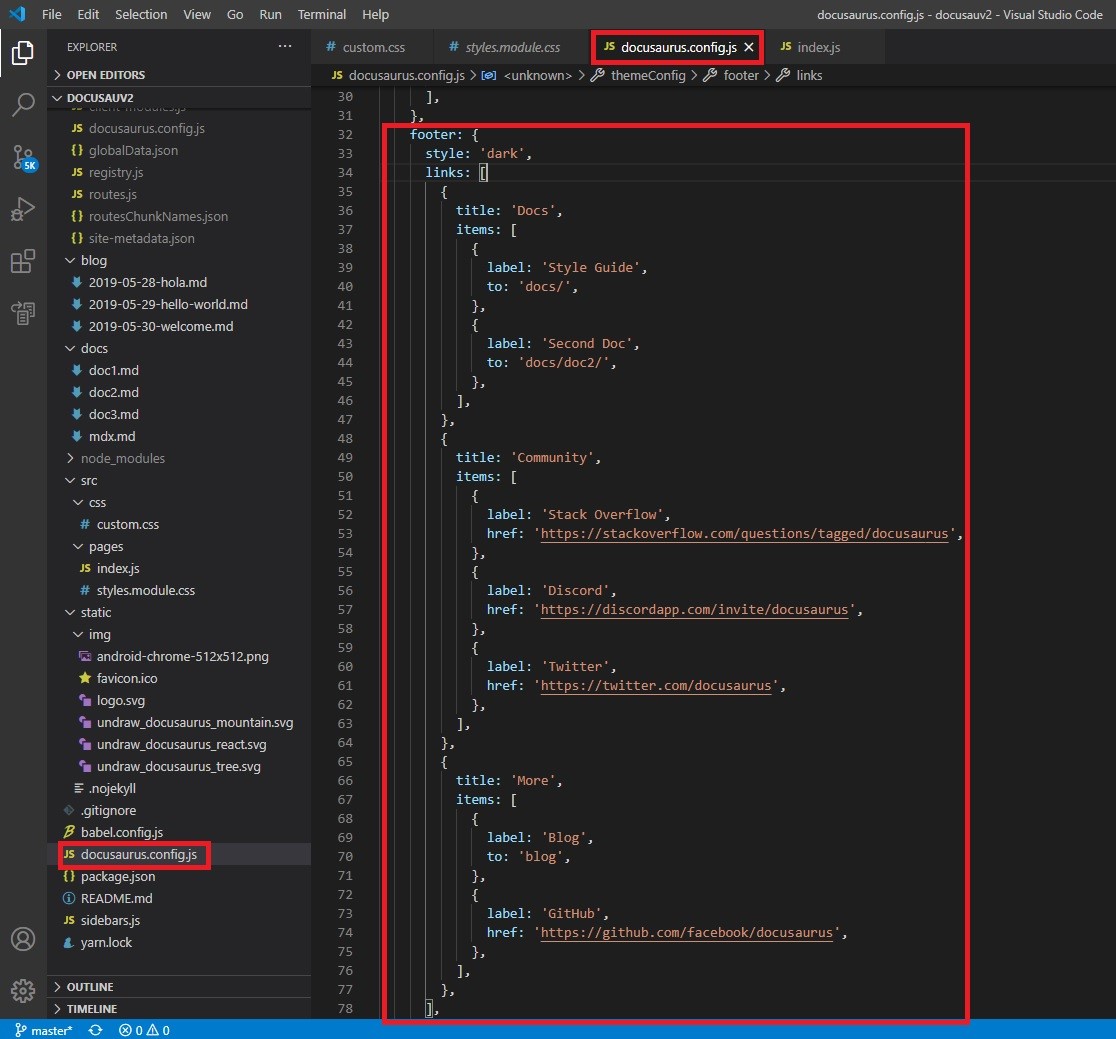 File Edit Selection View Go Run Terminal Help
docusaurus.config.js - docusauv2 - Visual Studio Code
EXPLORER
OPEN EDITORS
DOCUSAUV2
client-modules.js
docusaurus.config.js
globalData.json
registry.js
routes.js
routesChunkNames.json
site-metadata.json
blog
2019-05-28-hola.md
2019-05-29-hello-world.md
2019-05-30-welcome.md
docs
doc1.md
doc2.md
doc3.md
mdx.md
node_modules
src
css
custom.css
pages
index.js
styles.module.css
static
img
android-chrome-512x512.png
favicon.ico
logo.svg
undraw_docusaurus_mountain.svg
undraw_docusaurus_react.svg
undraw_docusaurus_tree.svg
.nojekyll
.gitignore
babel.config.js
docusaurus.config.js
package.json
README.md
sidebars.js
yarn.lock
OUTLINE
TIMELINE
5K
custom.css
styles.module.css
docusaurus.config.js
index.js
docusaurus.config.js > <unknown> > themeConfig > footer > links
30 ],
31 },
32 footer: {
33 style: 'dark',
34 links: [
35 {
36 title: 'Docs',
37 items: [
38 {
39 label: 'Style Guide',
40 to: 'docs/',
41 },
42 {
43 label: 'Second Doc',
44 to: 'docs/doc2/',
45 },
46 ],
47 },
48 {
49 title: 'Community',
50 items: [
51 {
52 label: 'Stack Overflow',
53 href: 'https://stackoverflow.com/questions/tagged/docusaurus',
54 },
55 {
56 label: 'Discord',
57 href: 'https://discordapp.com/invite/docusaurus',
58 },
59 {
60 label: 'Twitter',
61 href: 'https://twitter.com/docusaurus',
62 },
63 ],
64 },
65 {
66 title: 'More',
67 items: [
68 {
69 label: 'Blog',
70 to: 'blog',
71 },
72 {
73 label: 'GitHub',
74 href: 'https://github.com/facebook/docusaurus',
75 },
76 ],
77 },
78 ],
master* 0 0